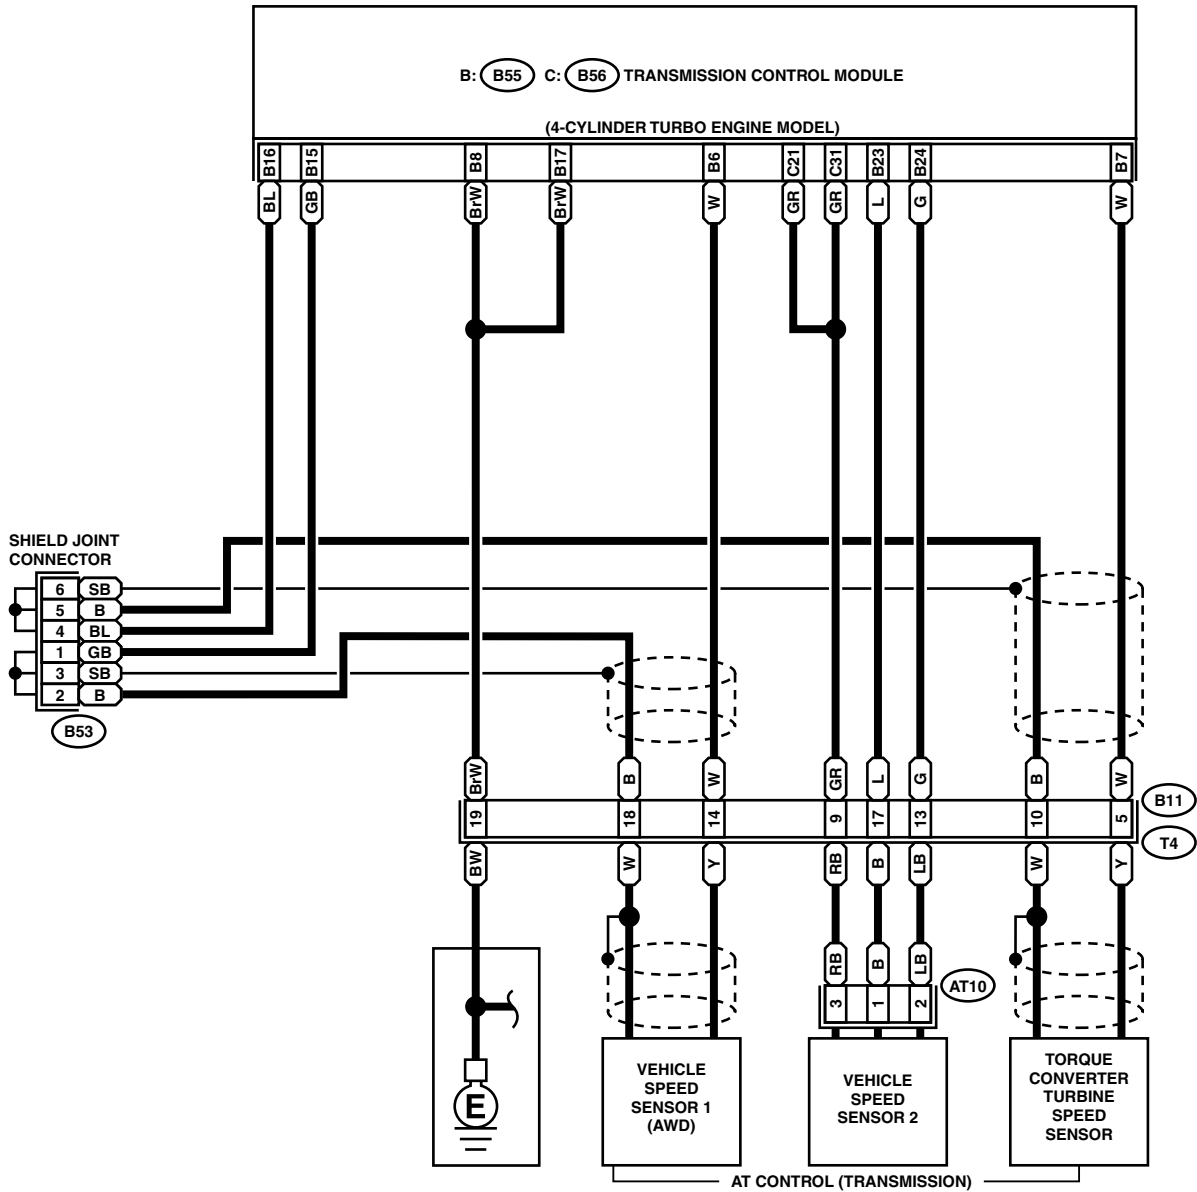 B: B55 C: B56 TRANSMISSION CONTROL MODULE
(4-CYLINDER TURBO ENGINE MODEL)
B16 B15 B8 B17 B6 C21 C31 B23 B24 B7
BL GB BrW BrW W GR GR L G W
SHIELD JOINT
CONNECTOR
6 SB
5 B
4 BL
1 GB
3 SB
2 B
B53
BrW B W GR L G B W
19 18 14 9 17 13 10 5
B11
T4
BW W Y RB B LB W Y
RB B LB
3 1 2
AT10
E
VEHICLE
SPEED
SENSOR 1
(AWD)
VEHICLE
SPEED
SENSOR 2
TORQUE
CONVERTER
TURBINE
SPEED
SENSOR
AT CONTROL (TRANSMISSION)